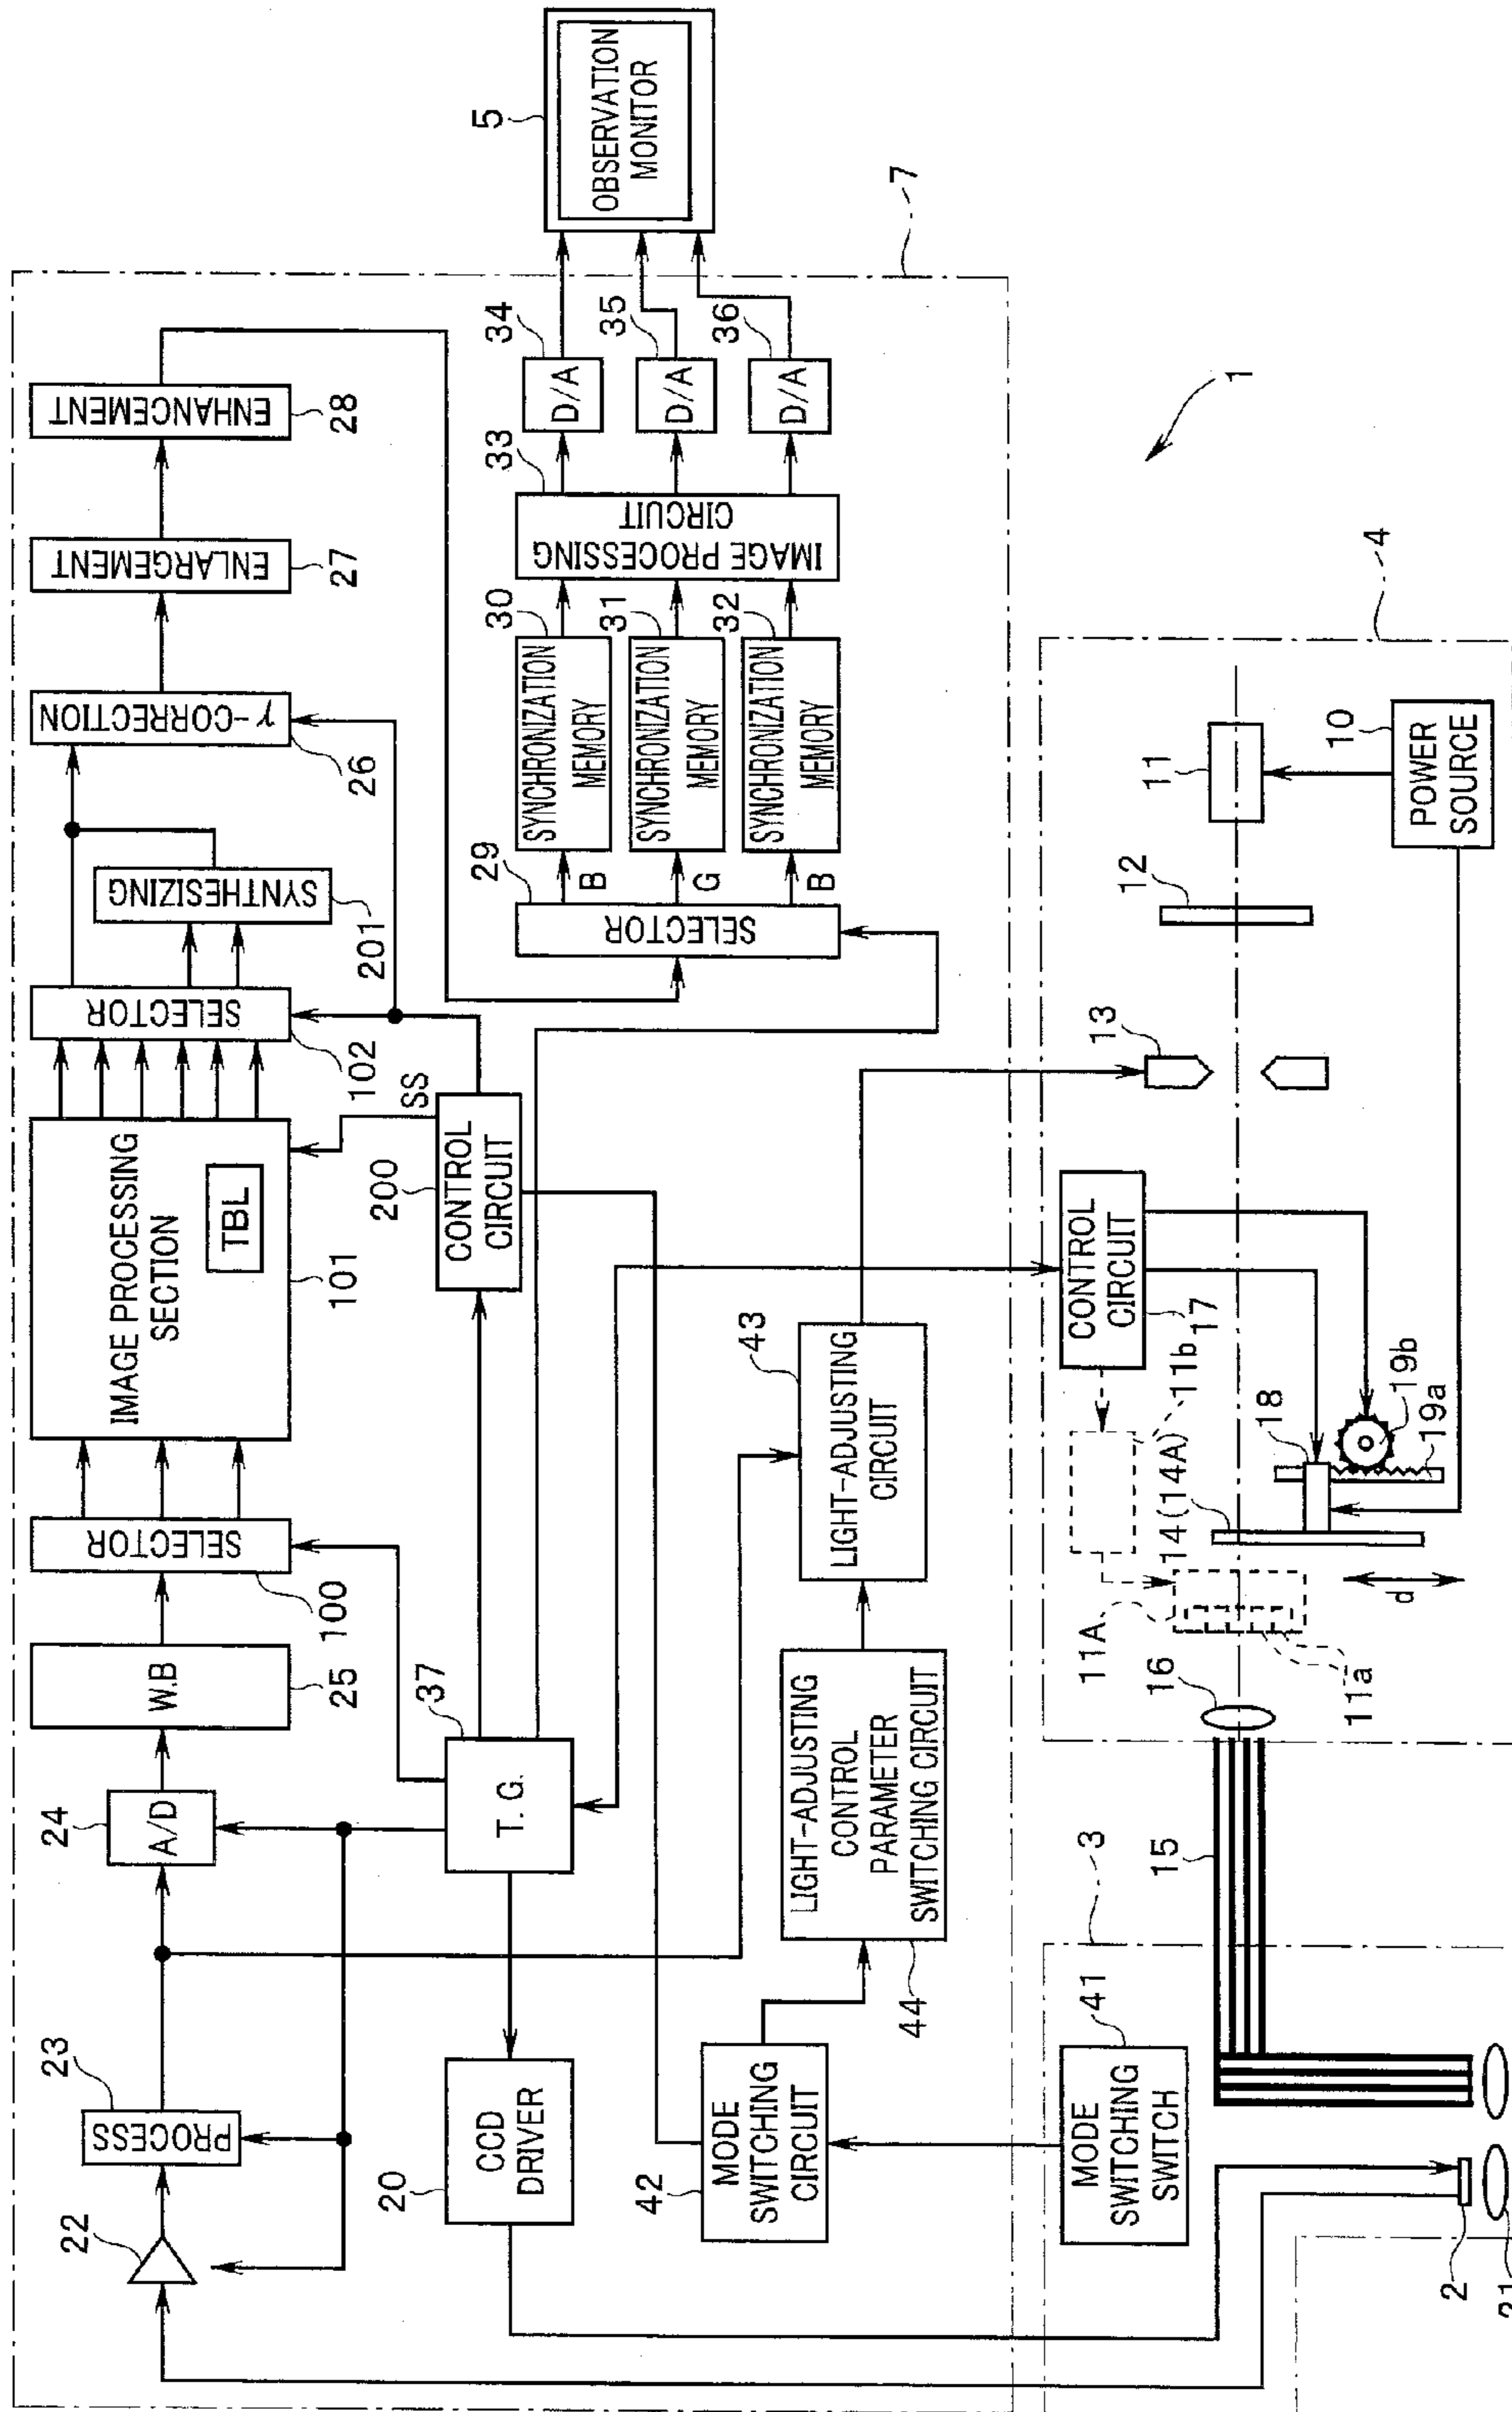 22
23
PROCESS
24
A/D
W.B
25
SELECTOR
100
IMAGE PROCESSING
SECTION
TBL
101
SELECTOR
102
SYNTHESIZING
201
γ-CORRECTION
26
ENLARGEMENT
27
ENHANCEMENT
28
5
OBSERVATION
MONITOR
7
20
CCD
DRIVER
37
T. G.
200
CONTROL
CIRCUIT
SS
29
SELECTOR
B
G
B
30
SYNCHRONIZATION
MEMORY
31
SYNCHRONIZATION
MEMORY
32
SYNCHRONIZATION
MEMORY
33
IMAGE PROCESSING
CIRCUIT
34
D/A
35
D/A
36
D/A
42
MODE
SWITCHING
CIRCUIT
44
LIGHT-ADJUSTING
CONTROL
PARAMETER
SWITCHING CIRCUIT
43
LIGHT-ADJUSTING
CIRCUIT
1
3
41
MODE
SWITCHING
SWITCH
15
2
21
4
16
11A
11a
11b
14(14A)
d
CONTROL
CIRCUIT
17
18
19b
19a
13
12
11
10
POWER
SOURCE